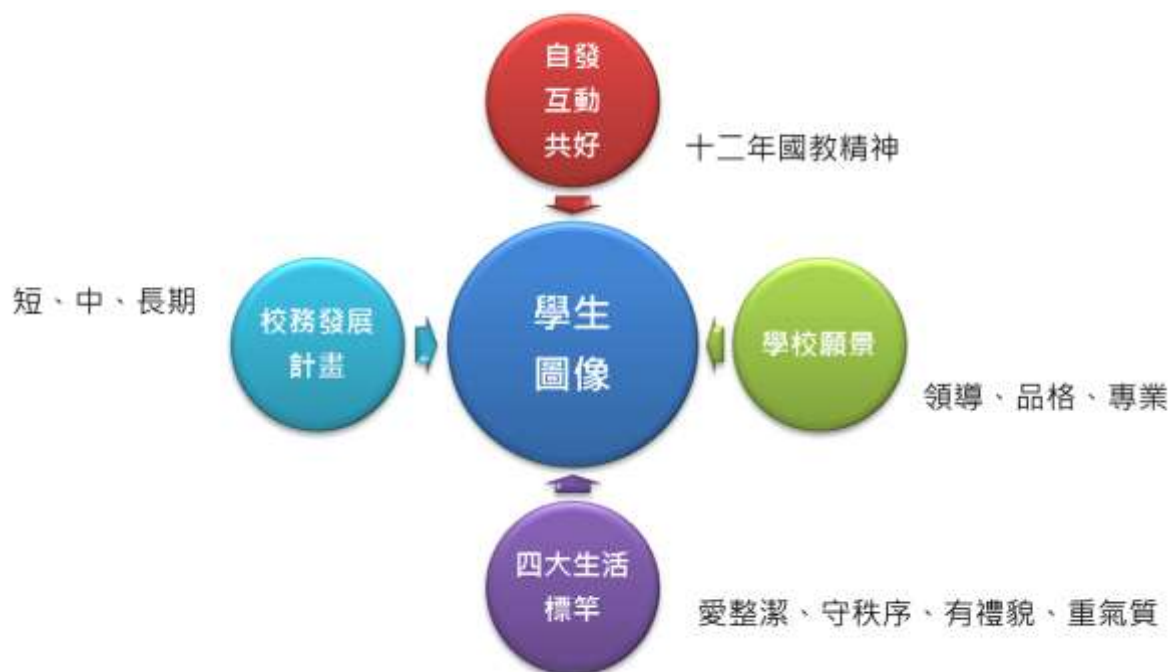 自發
互動
共好
十二年國教精神
短、中、長期
校務發展
計畫
學生
圖像
學校願景
領導、品格、專業
四大生活
標竿
愛整潔、守秩序、有禮貌、重氣質